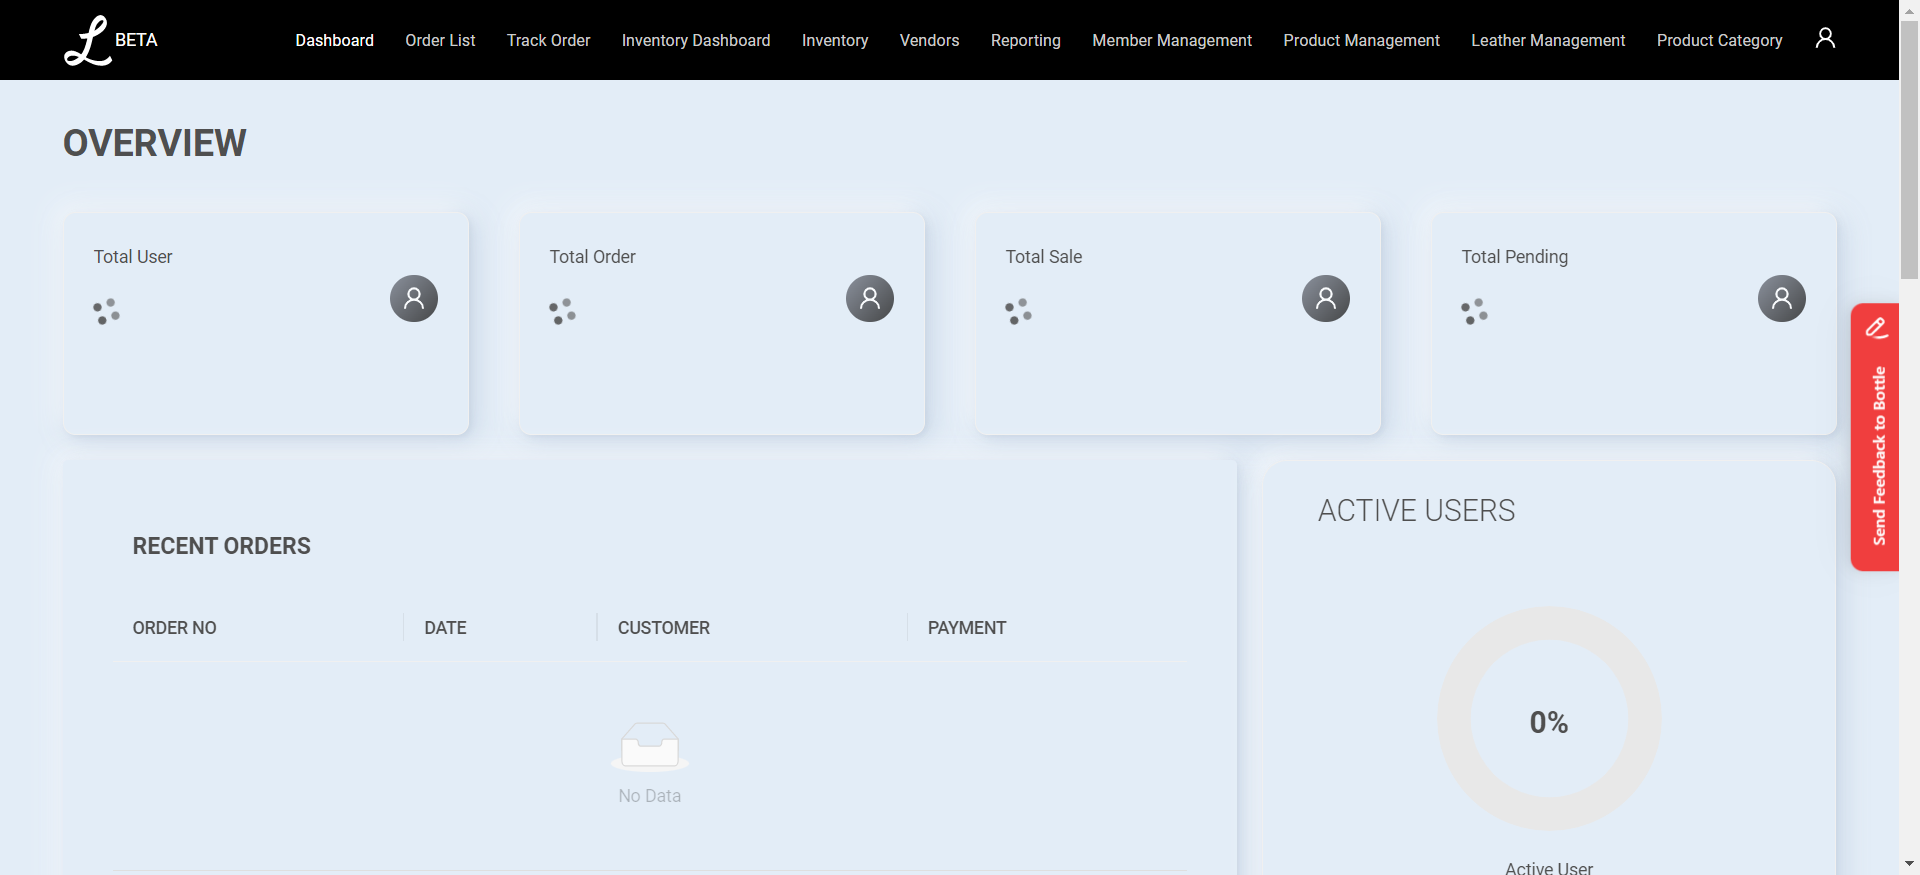 L BETA Dashboard Order List Track Order Inventory Dashboard Inventory Vendors Reporting Member Management Product Management Leather Management Product Category
OVERVIEW
Total User Total Order Total Sale Total Pending
Send Feedback to Bottle
RECENT ORDERS
ORDER NO DATE CUSTOMER PAYMENT
No Data
ACTIVE USERS
0%
Active User